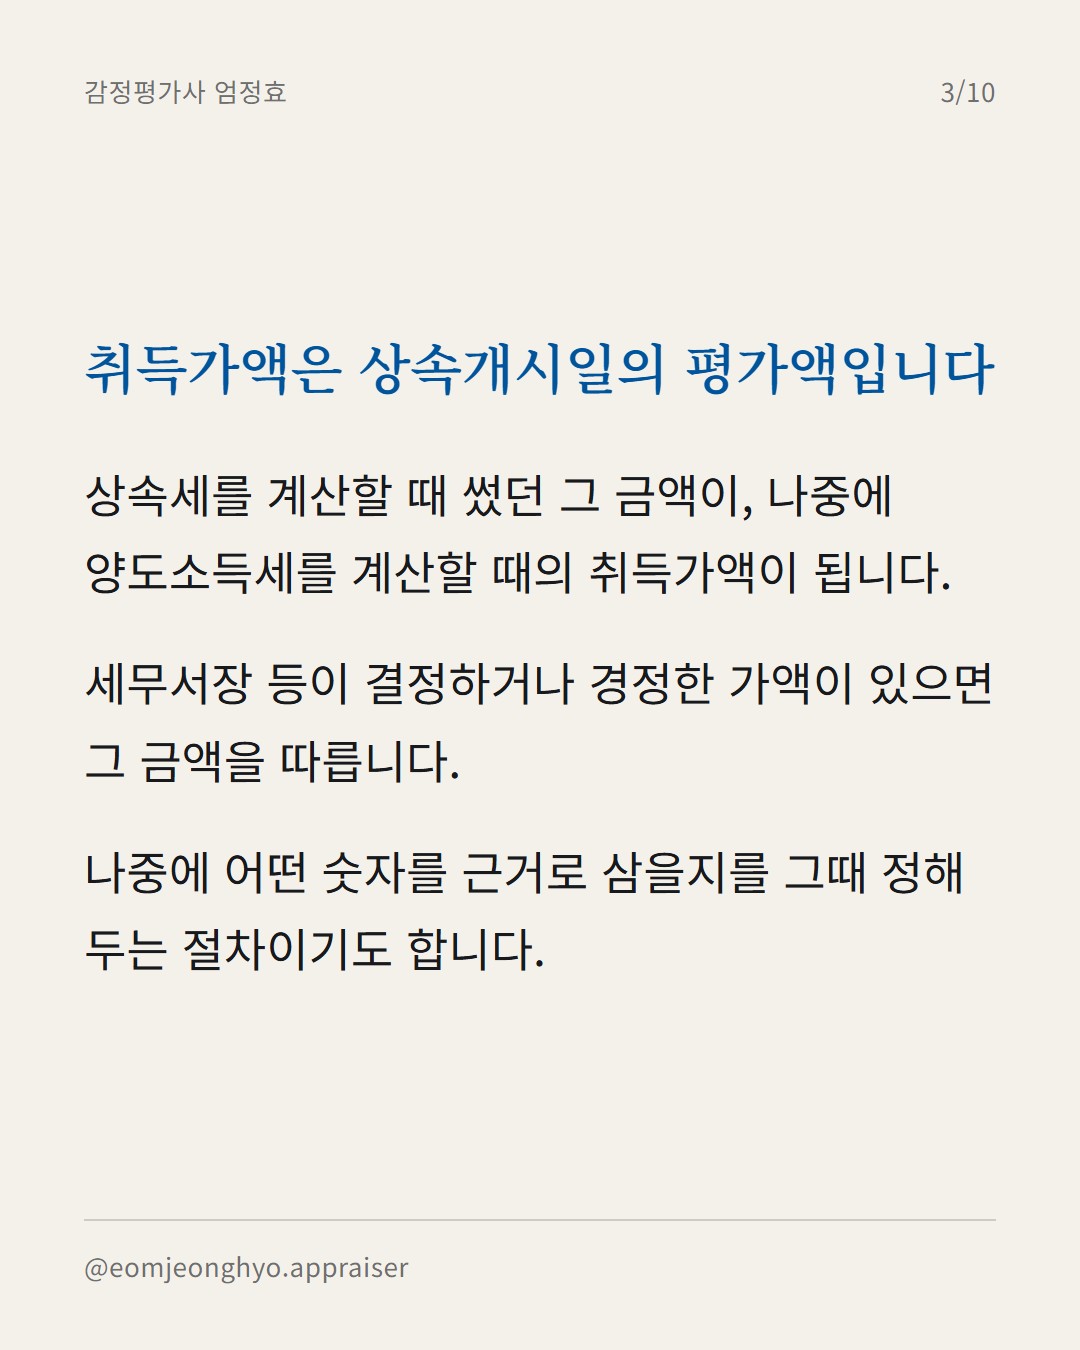 감정평가사 엄정효
3/10
취득가액은 상속개시일의 평가액입니다
상속세를 계산할 때 썼던 그 금액이, 나중에
양도소득세를 계산할 때의 취득가액이 됩니다.
세무서장 등이 결정하거나 경정한 가액이 있으면
그 금액을 따릅니다.
나중에 어떤 숫자를 근거로 삼을지를 그때 정해
두는 절차이기도 합니다.
@eomjeonghyo.appraiser